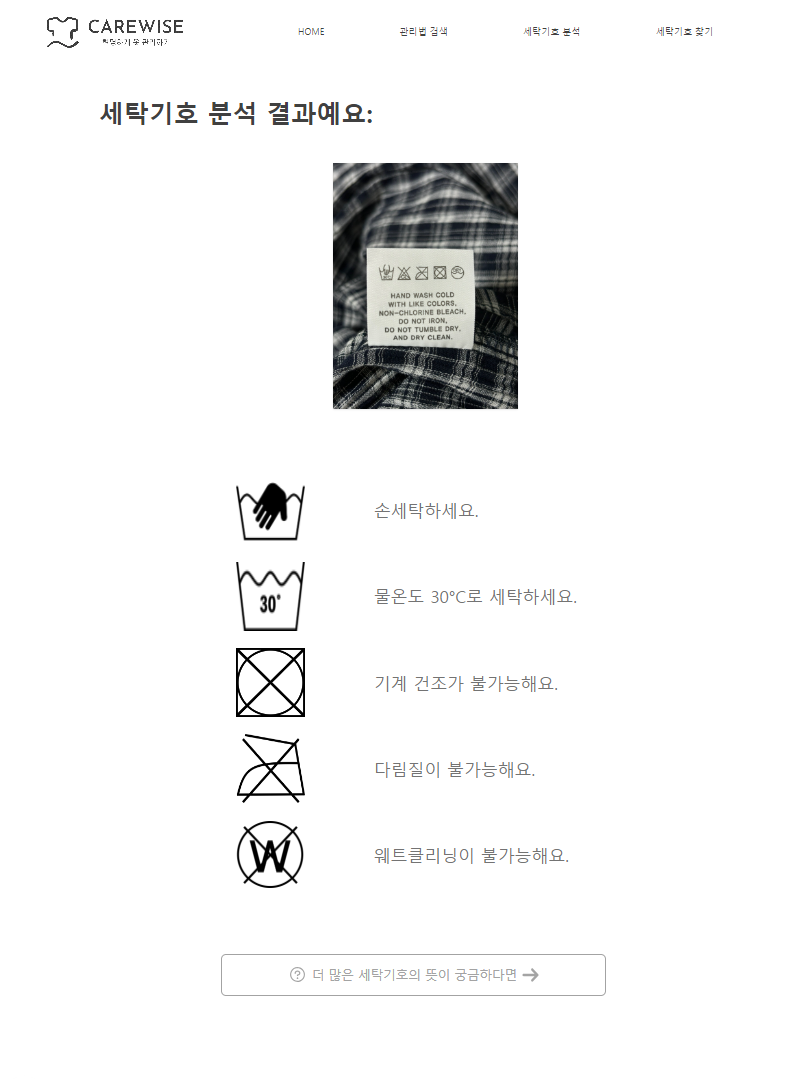 CAREWISE
HOME
관리법 검색
세탁기호 분석
세탁기호 찾기
세탁기호 분석 결과예요:
HAND WASH COLD
WITH LIKE COLORS,
NON-CHLORINE BLEACH,
DO NOT IRON,
DO NOT TUMBLE DRY,
AND DRY CLEAN.
손세탁하세요.
30°
물온도 30°C로 세탁하세요.
기계 건조가 불가능해요.
다림질이 불가능해요.
W
웨트클리닝이 불가능해요.
? 더 많은 세탁기호의 뜻이 궁금하다면 →